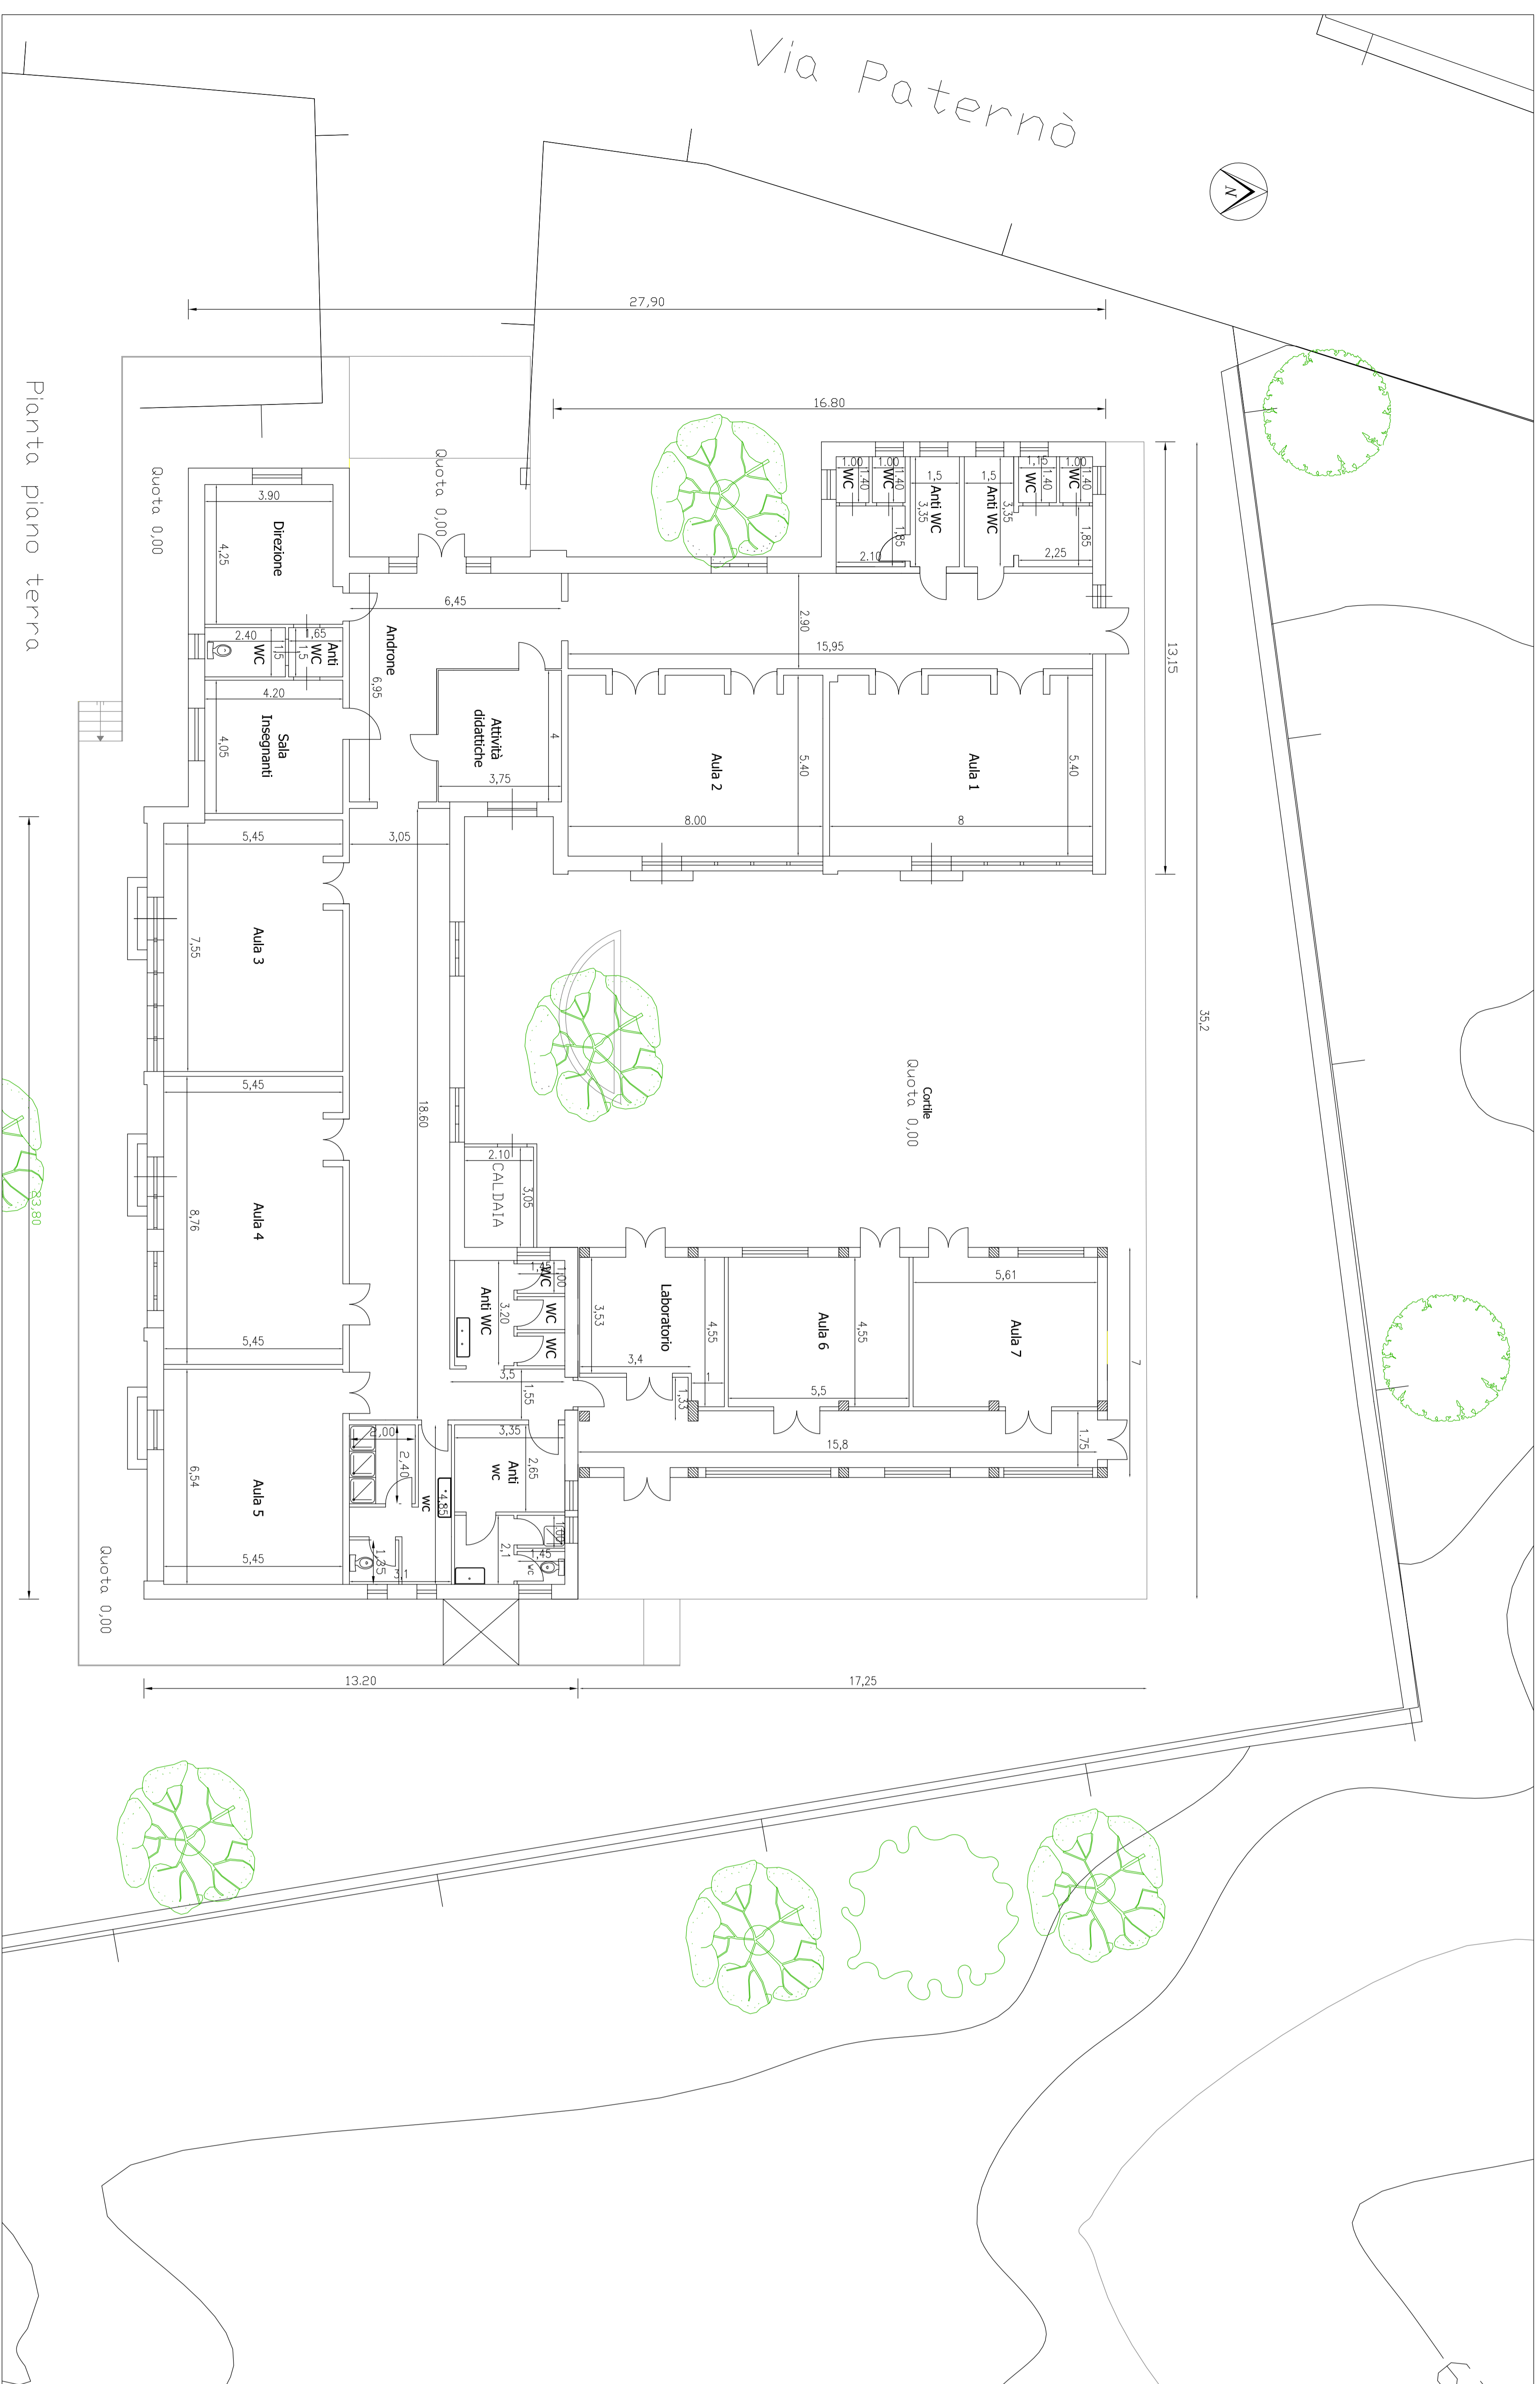 Via Paternò
N
27,90
16.80
13,15
35,2
1.00
1.40
WC
1.00
1.40
WC
1,5
3,35
Anti WC
1,5
3,35
Anti WC
1,15
1.40
WC
1.00
1.40
WC
1,85
2.10
1,85
2,25
Pianta piano terra
Quota 0,00
Quota 0,00
3.90
4,25
Direzione
6,45
2.90
15,95
2.40
1,5
WC
1,65
1,5
Anti
WC
Androne
6,95
4.20
4,05
Sala
Insegnanti
Attività
didattiche
4
3,75
Aula 2
5.40
8.00
Aula 1
5.40
8
5,45
3,05
7,55
Aula 3
18.60
Cortile
Quota 0,00
5,45
8,76
Aula 4
5,45
2.10
3,05
CALDAIA
1,45
1.00
WC
WC
WC
3.20
Anti WC
3,5
1,55
3,53
Laboratorio
4,55
3,4
1
1,33
Aula 6
4,55
5,5
5,61
Aula 7
7
15,8
1.75
23,80
6,54
Aula 5
5,45
2,00
2,40
wc
4.85
3,35
2,65
Anti
wc
1.00
1,45
wc
2,1
1.35
3,1
Quota 0,00
13.20
17,25